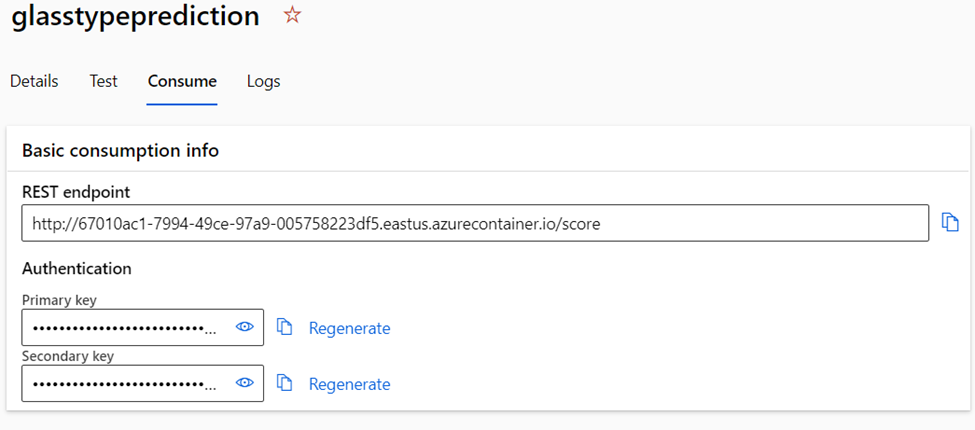 glasstypeprediction
Details Test Consume Logs
Basic consumption info
REST endpoint
http://67010ac1-7994-49ce-97a9-005758223df5.eastus.azurecontainer.io/score
Authentication
Primary key
••••••••••••••••••••••••••... Regenerate
Secondary key
••••••••••••••••••••••••••... Regenerate